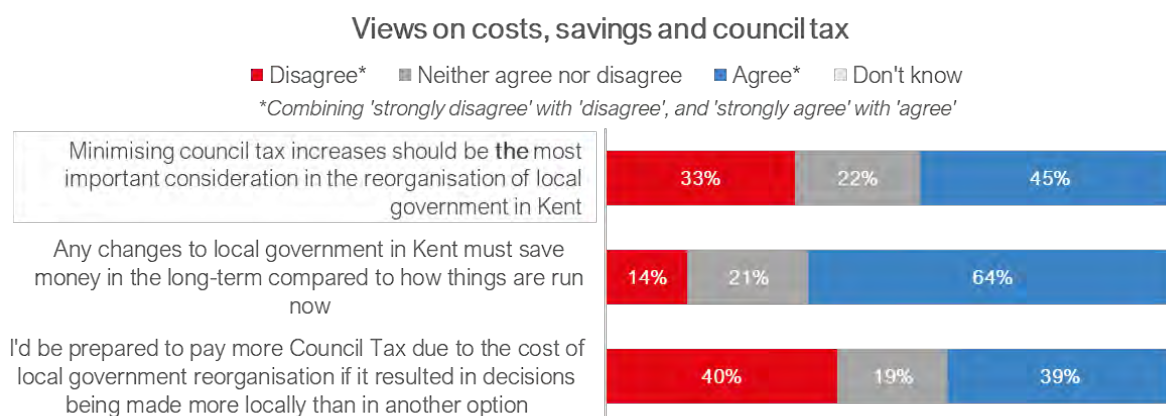 Views on costs, savings and council tax
Disagree* Neither agree nor disagree Agree* Don't know
*Combining 'strongly disagree' with 'disagree', and 'strongly agree' with 'agree'
Minimising council tax increases should be the most
important consideration in the reorganisation of local
government in Kent
33% 22% 45%
Any changes to local government in Kent must save
money in the long-term compared to how things are run
now
14% 21% 64%
I'd be prepared to pay more Council Tax due to the cost of
local government reorganisation if it resulted in decisions
being made more locally than in another option
40% 19% 39%